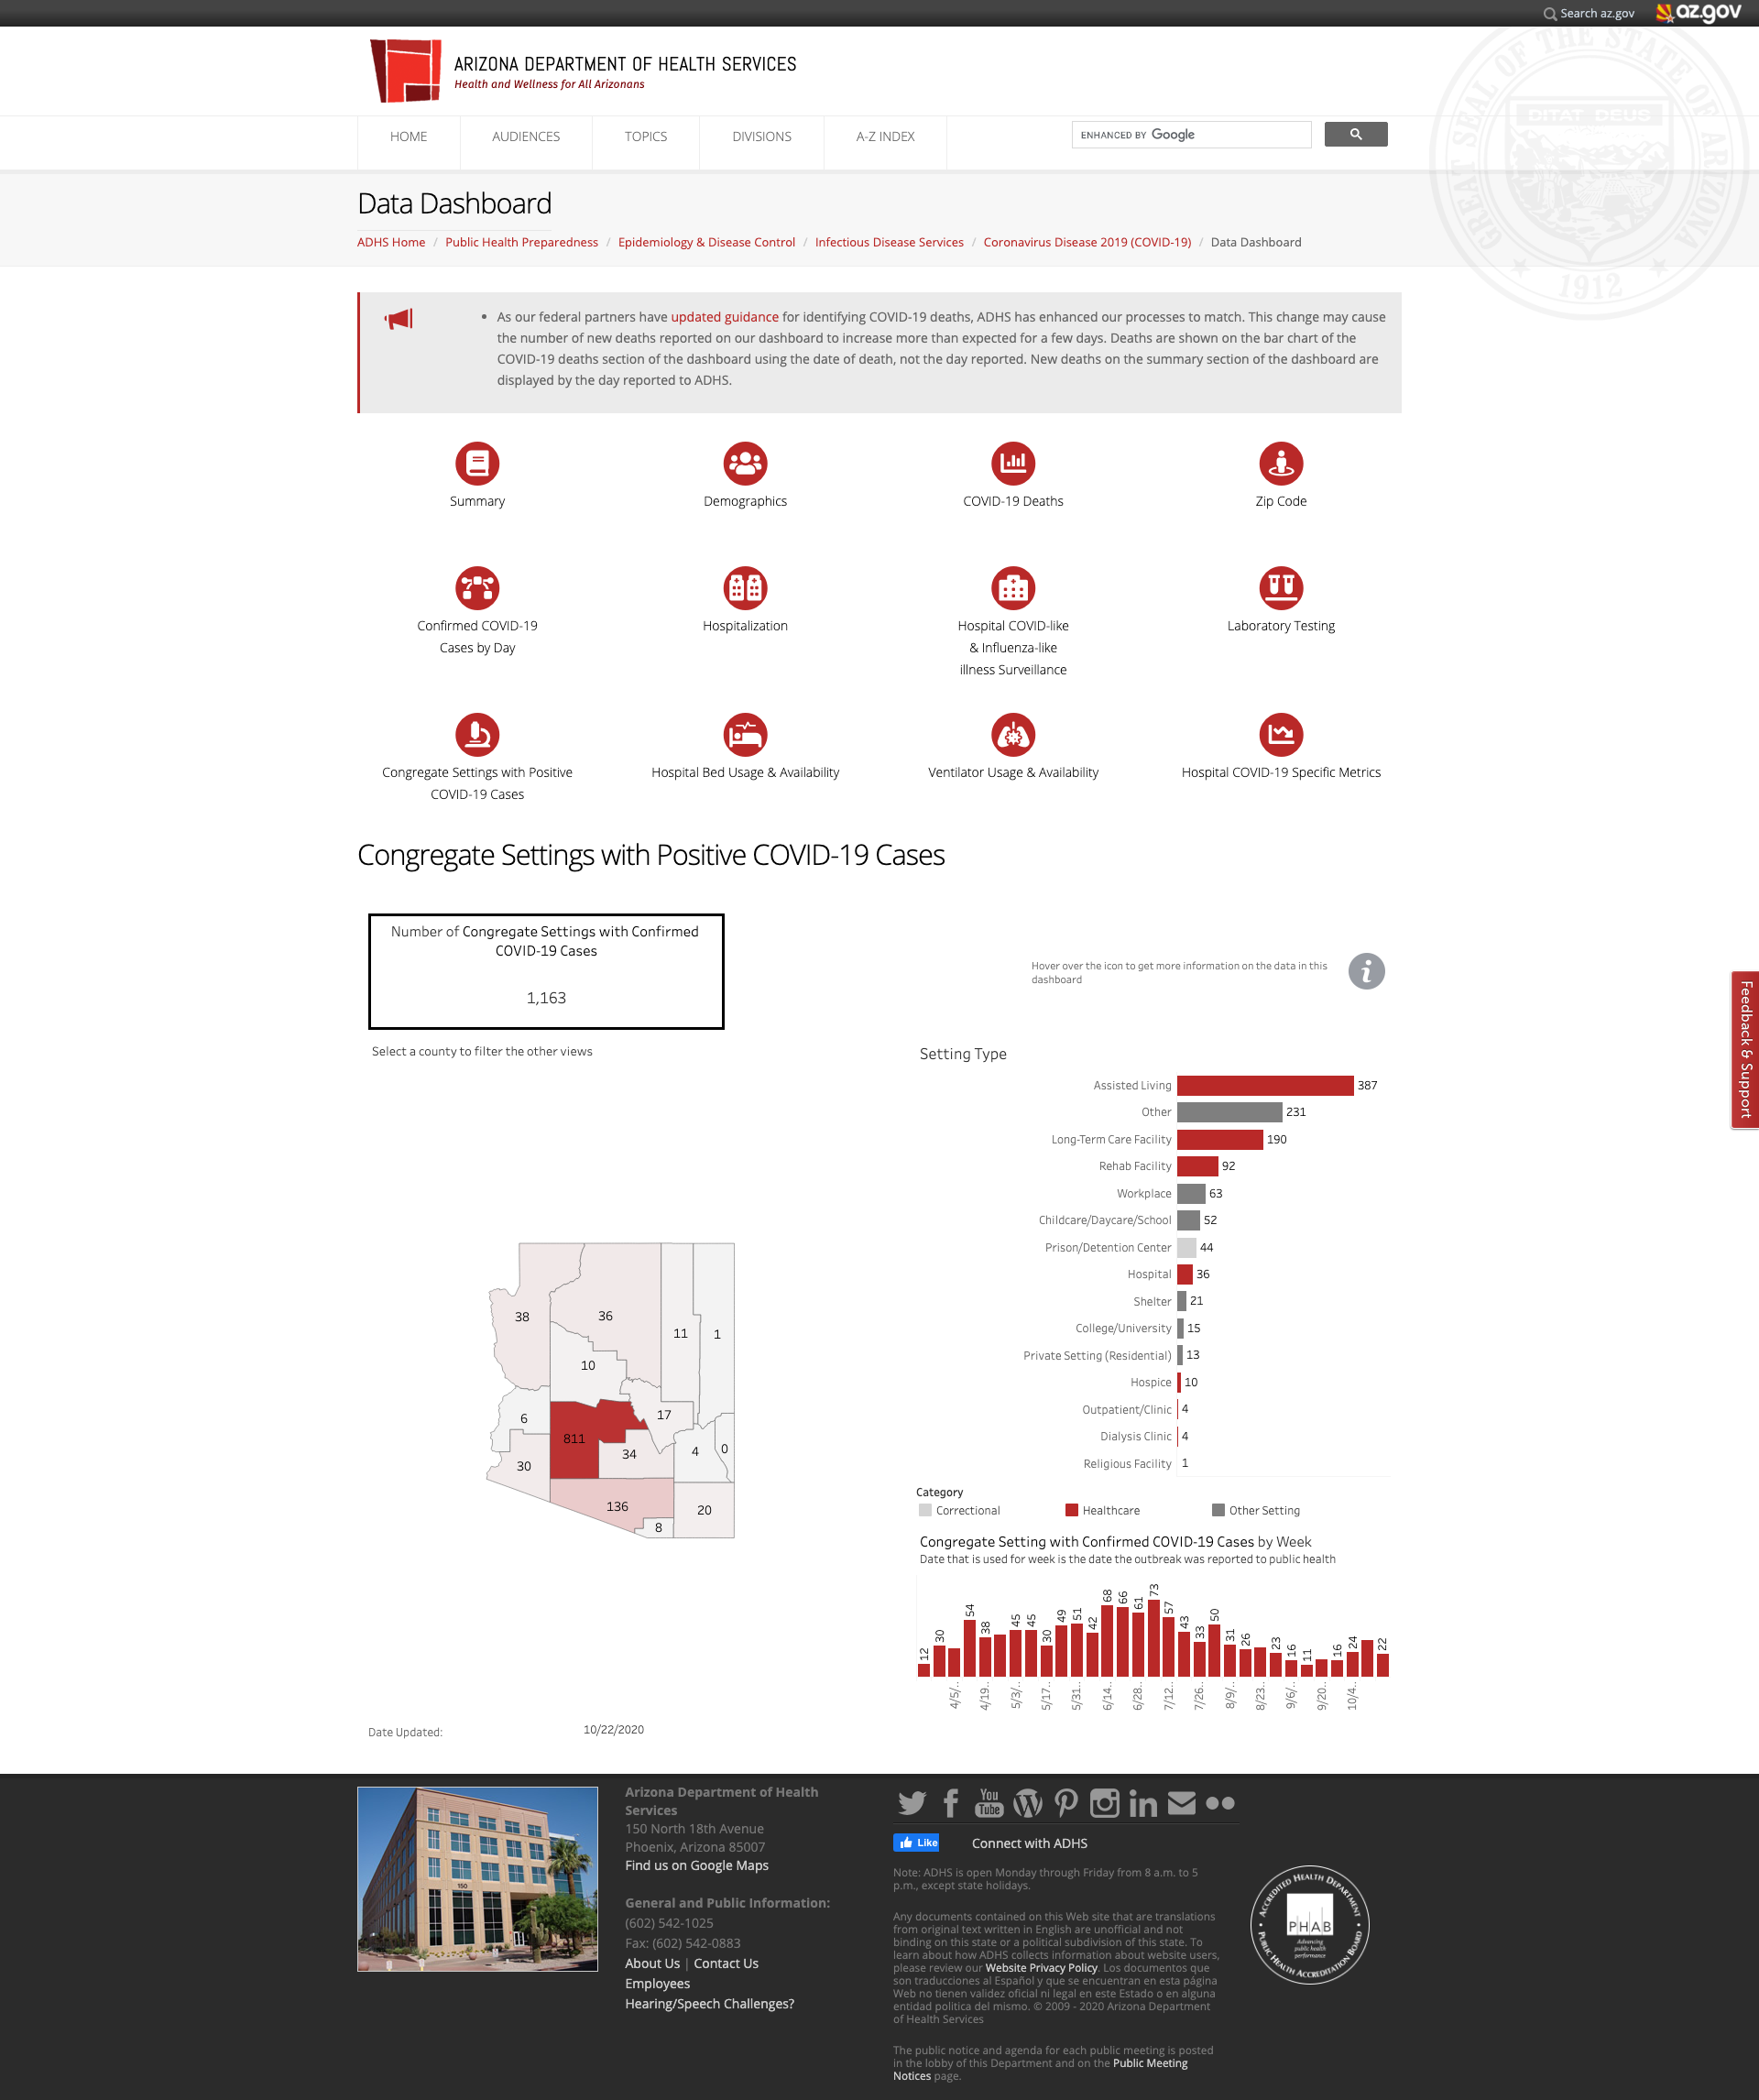 Search az.gov
az.gov
GREAT SEAL OF THE STATE OF ARIZONA
DITAT DEUS
1912
ARIZONA DEPARTMENT OF HEALTH SERVICES
Health and Wellness for All Arizonans
HOME
AUDIENCES
TOPICS
DIVISIONS
A-Z INDEX
ENHANCED BY Google
Data Dashboard
ADHS Home / Public Health Preparedness / Epidemiology & Disease Control / Infectious Disease Services / Coronavirus Disease 2019 (COVID-19) / Data Dashboard
• As our federal partners have updated guidance for identifying COVID-19 deaths, ADHS has enhanced our processes to match. This change may cause
the number of new deaths reported on our dashboard to increase more than expected for a few days. Deaths are shown on the bar chart of the
COVID-19 deaths section of the dashboard using the date of death, not the day reported. New deaths on the summary section of the dashboard are
displayed by the day reported to ADHS.
Summary
Demographics
COVID-19 Deaths
Zip Code
Confirmed COVID-19
Cases by Day
Hospitalization
Hospital COVID-like
& Influenza-like
illness Surveillance
Laboratory Testing
Congregate Settings with Positive
COVID-19 Cases
Hospital Bed Usage & Availability
Ventilator Usage & Availability
Hospital COVID-19 Specific Metrics
Congregate Settings with Positive COVID-19 Cases
Number of Congregate Settings with Confirmed
COVID-19 Cases
1,163
Hover over the icon to get more information on the data in this
dashboard
i
Feedback & Support
Select a county to filter the other views
38
36
11
1
10
6
811
17
34
4
0
30
136
20
8
Setting Type
Assisted Living 387
Other 231
Long-Term Care Facility 190
Rehab Facility 92
Workplace 63
Childcare/Daycare/School 52
Prison/Detention Center 44
Hospital 36
Shelter 21
College/University 15
Private Setting (Residential) 13
Hospice 10
Outpatient/Clinic 4
Dialysis Clinic 4
Religious Facility 1
Category
Correctional
Healthcare
Other Setting
Congregate Setting with Confirmed COVID-19 Cases by Week
Date that is used for week is the date the outbreak was reported to public health
12 30 54 38 45 45 30 49 51 42 68 66 61 73 57 43 33 50 31 26 23 16 11 16 24 22
4/5/.. 4/19.. 5/3/.. 5/17.. 5/31.. 6/14.. 6/28.. 7/12.. 7/26.. 8/9/.. 8/23.. 9/6/.. 9/20.. 10/4..
Date Updated:
10/22/2020
150
Arizona Department of Health
Services
150 North 18th Avenue
Phoenix, Arizona 85007
Find us on Google Maps
General and Public Information:
(602) 542-1025
Fax: (602) 542-0883
About Us | Contact Us
Employees
Hearing/Speech Challenges?
You
Tube
in
Like
Connect with ADHS
Note: ADHS is open Monday through Friday from 8 a.m. to 5
p.m., except state holidays.
Any documents contained on this Web site that are translations
from original text written in English are unofficial and not
binding on this state or a political subdivision of this state. To
learn about how ADHS collects information about website users,
please review our Website Privacy Policy. Los documentos que
son traducciones al Español y que se encuentran en esta página
Web no tienen validez oficial ni legal en este Estado o en alguna
entidad politica del mismo. © 2009 - 2020 Arizona Department
of Health Services
The public notice and agenda for each public meeting is posted
in the lobby of this Department and on the Public Meeting
Notices page.
ACCREDITED HEALTH DEPARTMENT
PHAB
Advancing
public health
performance
PUBLIC HEALTH ACCREDITATION BOARD